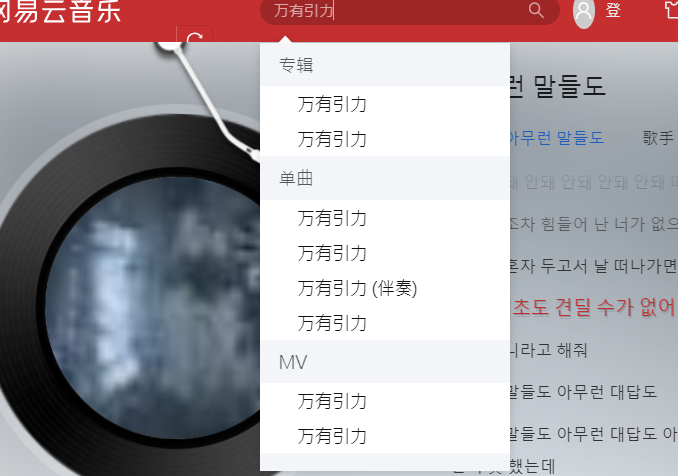 网易云音乐
万有引力
登
专辑
万有引力
万有引力
单曲
万有引力
万有引力
万有引力 (伴奏)
万有引力
MV
万有引力
万有引力
런 말들도
아무런 말들도 歌手
안돼 안돼 안돼 안돼
조차 힘들어 난 너가 없으
혼자 두고서 날 떠나가면
초도 견딜 수가 없어
니라고 해줘
말들도 아무런 대답도
말들도 아무런 대답도 아
했는데